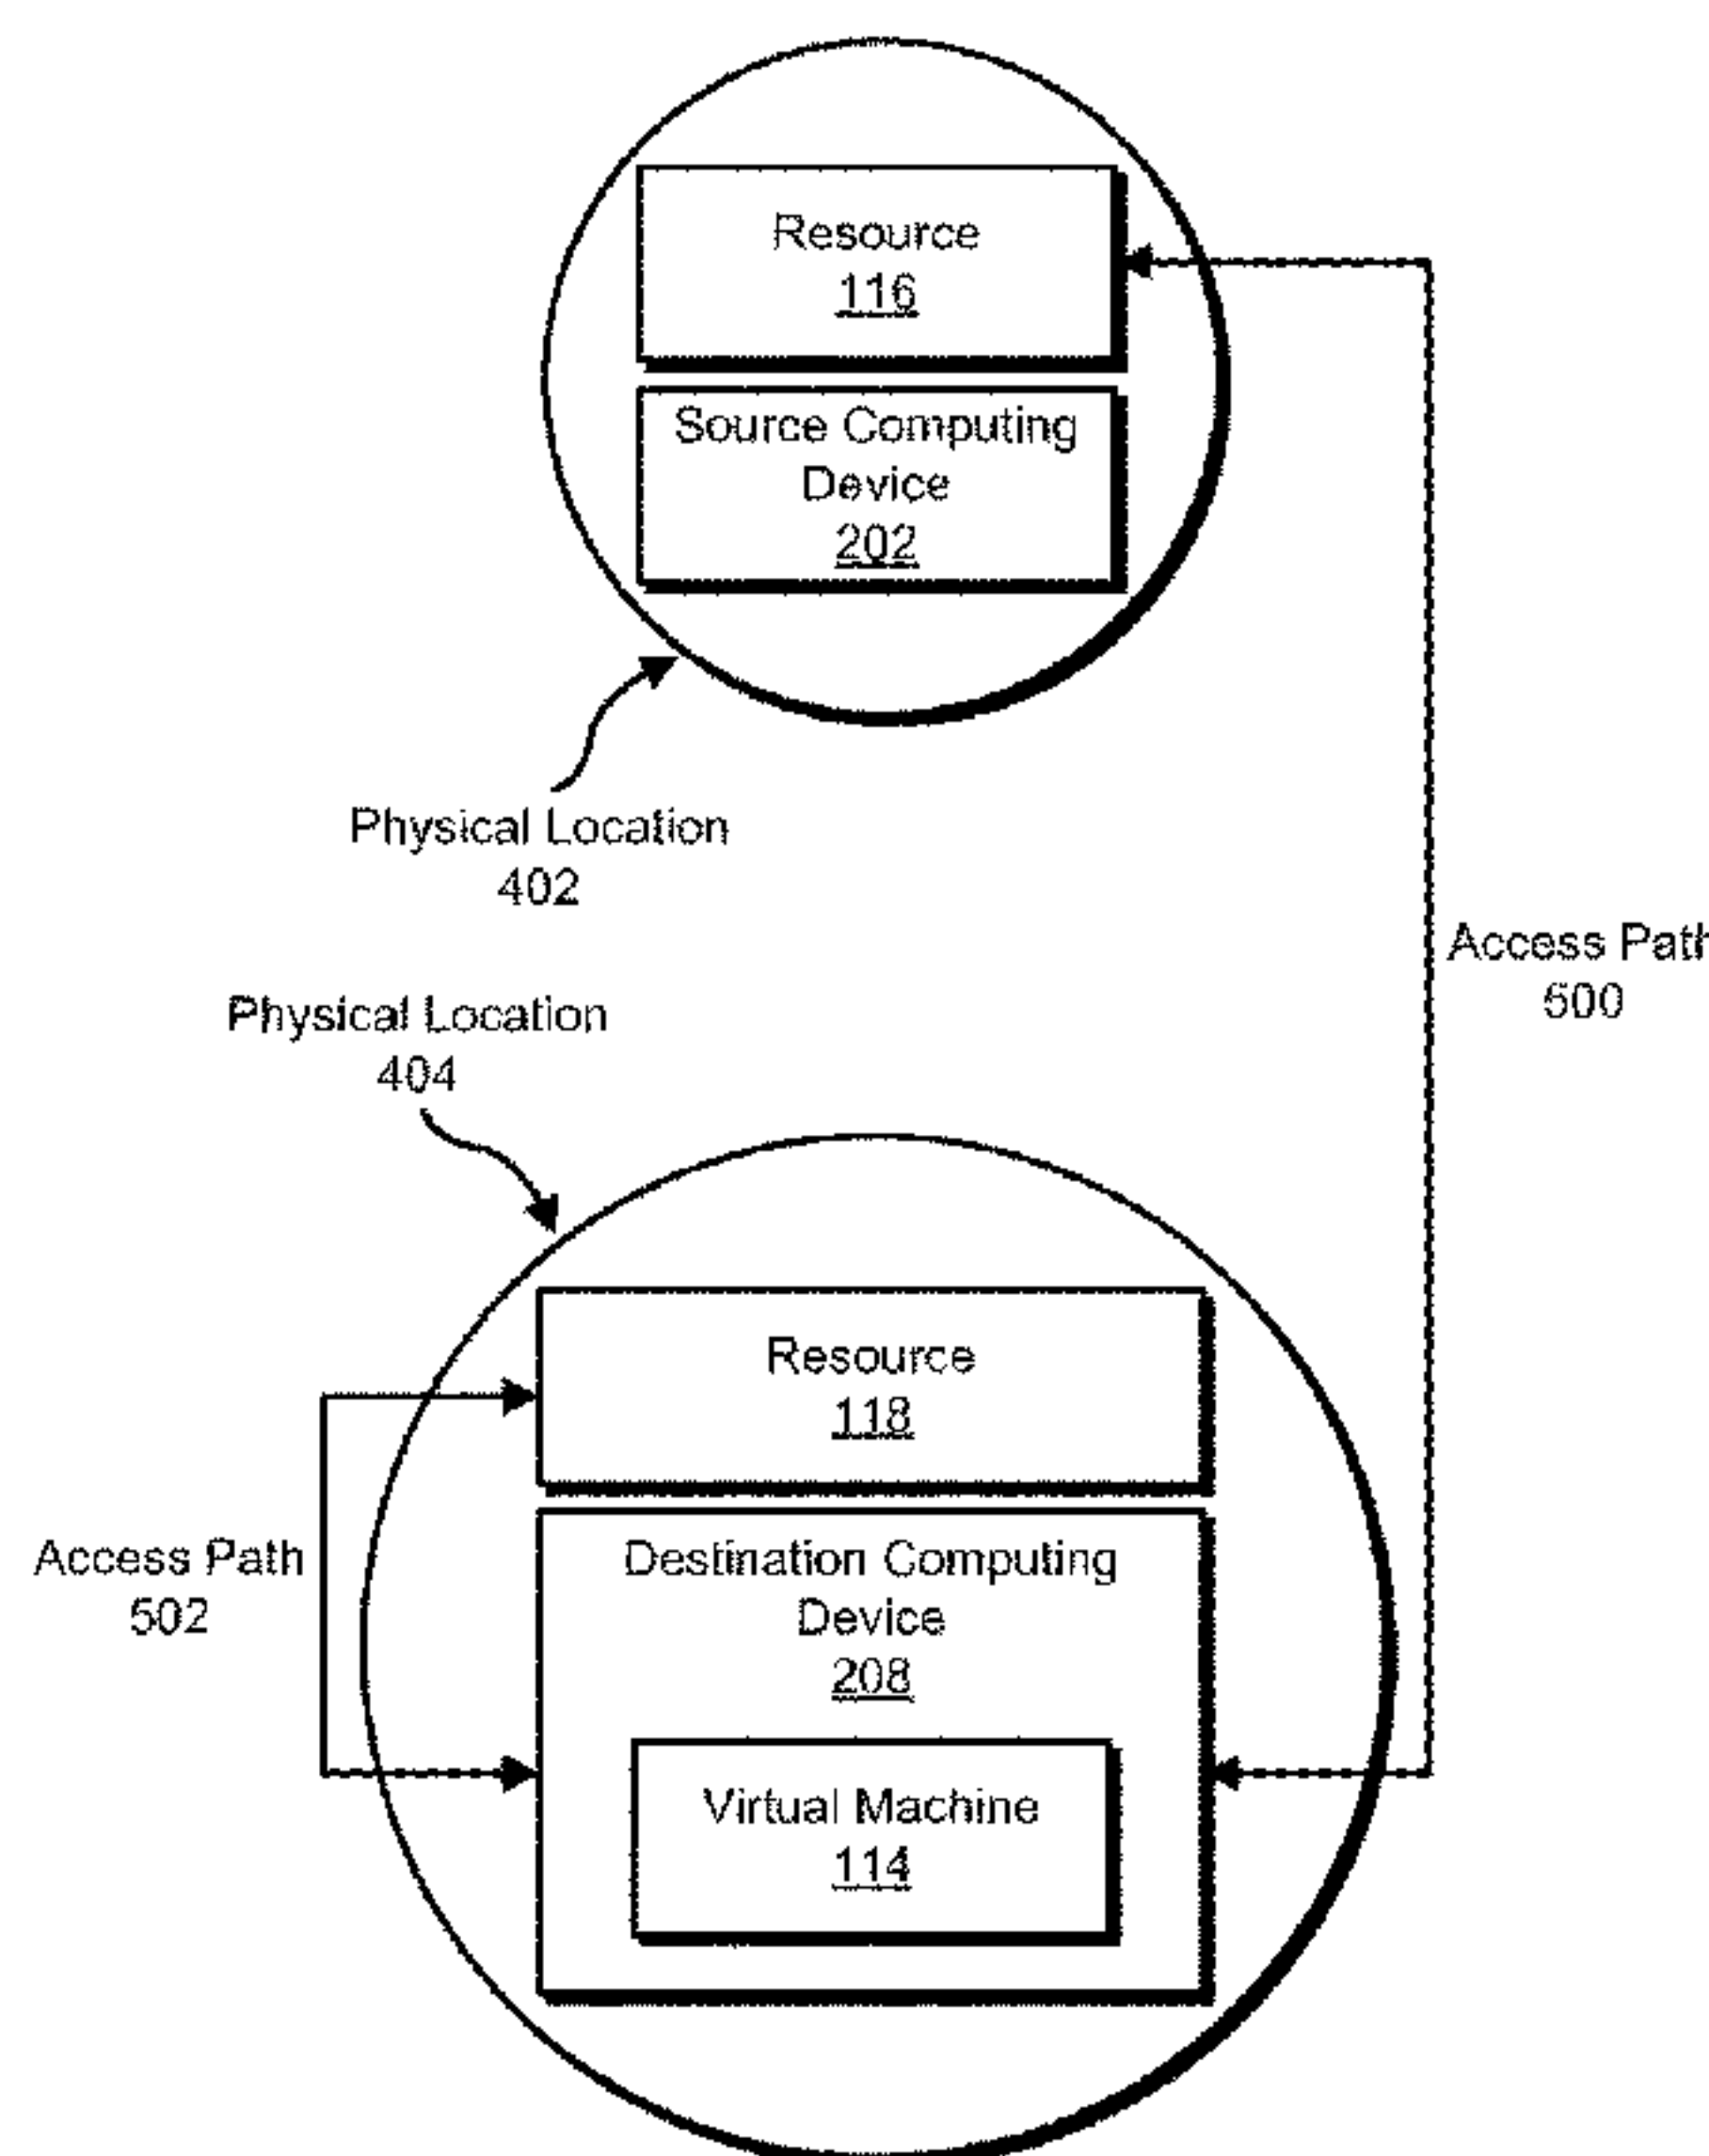 Resource
116
Source Computing
Device
202
Physical Location
402
Access Path
500
Physical Location
404
Resource
118
Access Path
502
Destination Computing
Device
208
Virtual Machine
114